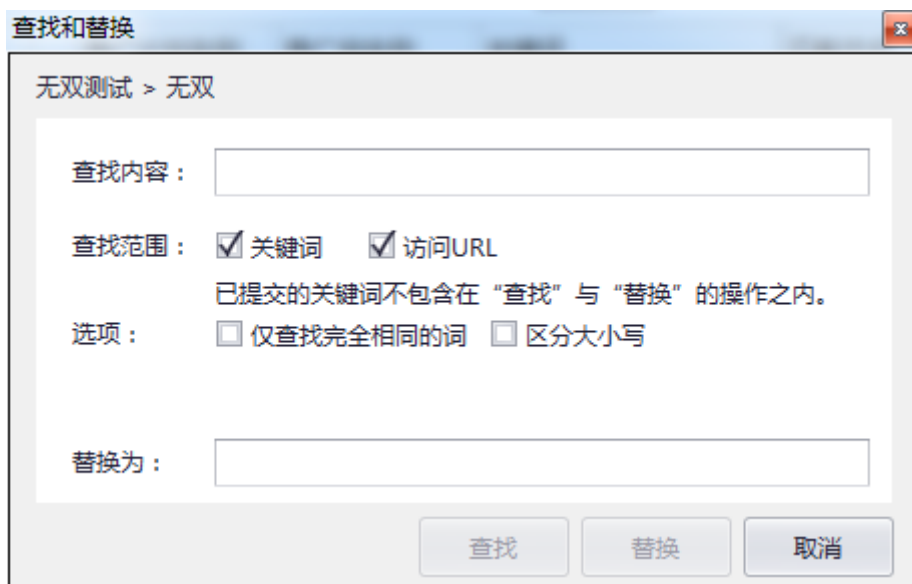 查找和替换
无双测试 > 无双
查找内容：
查找范围： 关键词 访问URL
已提交的关键词不包含在“查找”与“替换”的操作之内。
选项： 仅查找完全相同的词 区分大小写
替换为：
查找 替换 取消